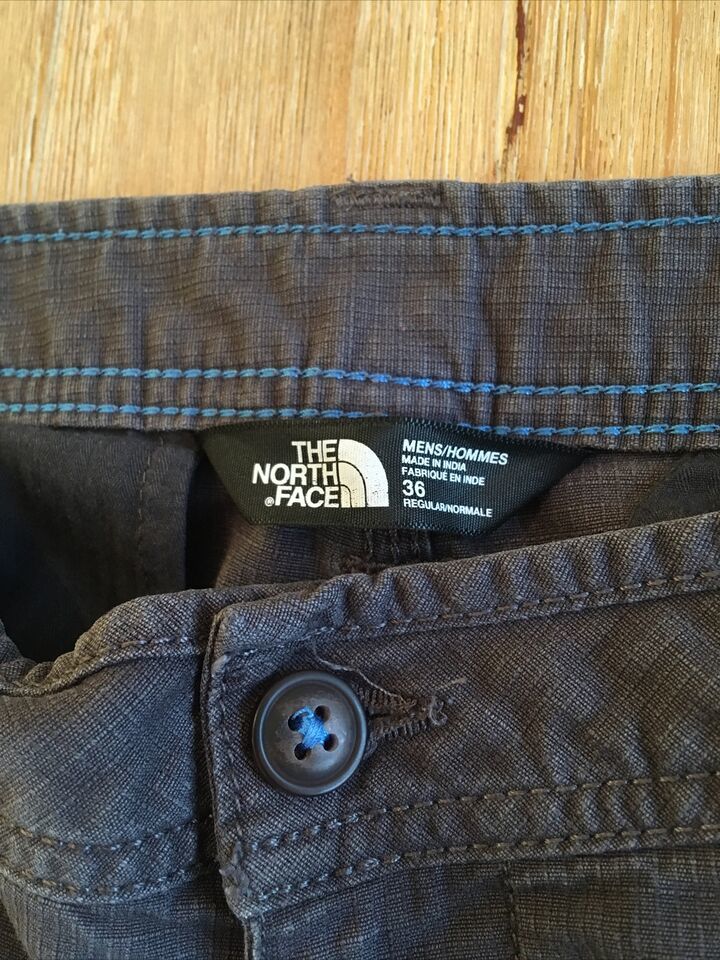 THE
NORTH
®FACE
MENS/HOMMES
MADE IN INDIA
FABRIQUÉ EN INDE
36
REGULAR/NORMALE